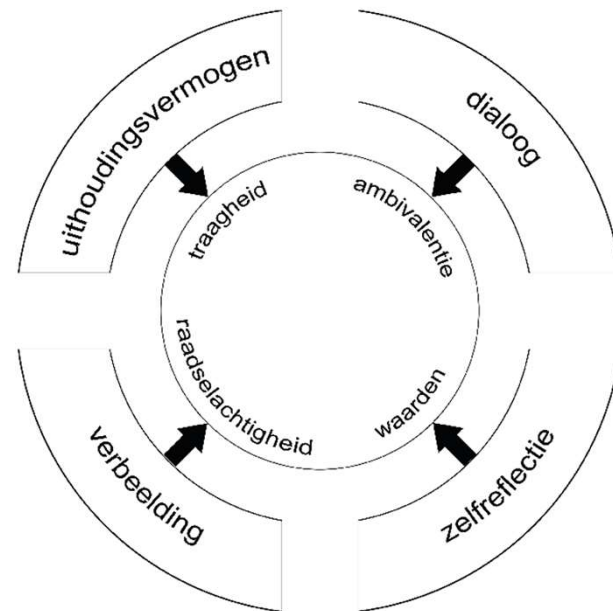 uithoudingsvermogen
dialoog
traagheid
ambivalentie
raadselachtigheid
waarden
verbeelding
zelfreflectie